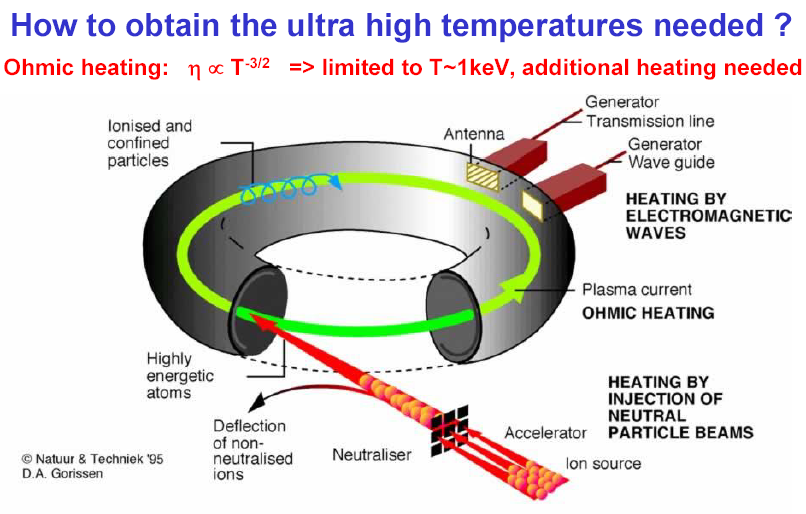 How to obtain the ultra high temperatures needed ?
Ohmic heating: η ∝ T-3/2 => limited to T~1keV, additional heating needed
Ionised and
confined
particles
Antenna
Generator
Transmission line
Generator
Wave guide
HEATING BY
ELECTROMAGNETIC
WAVES
Plasma current
OHMIC HEATING
Highly
energetic
atoms
HEATING BY
INJECTION OF
NEUTRAL
PARTICLE BEAMS
Deflection
of non-
neutralised
ions
Neutraliser
Accelerator
Ion source
© Natuur & Techniek '95
D.A. Gorissen